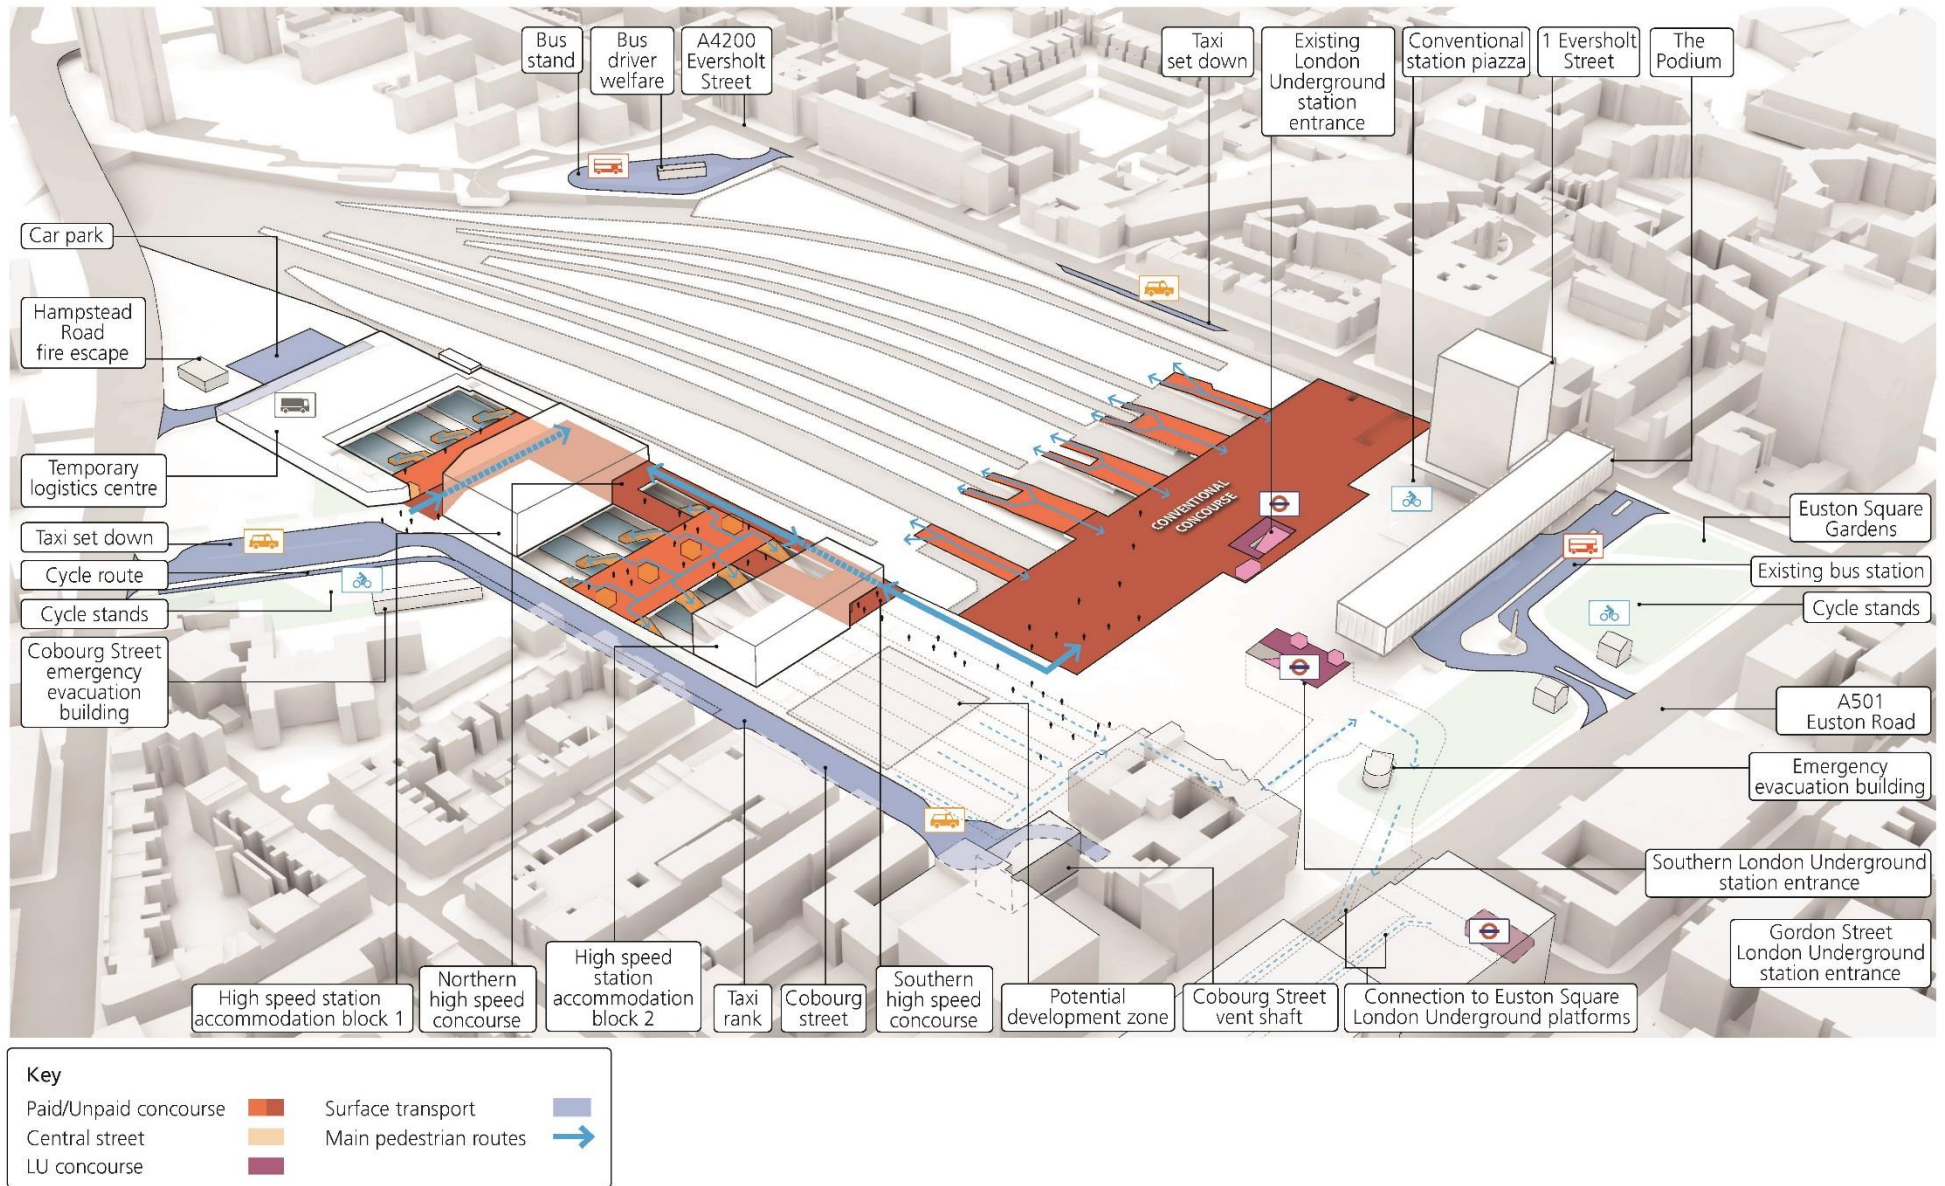 Bus
stand
Bus
driver
welfare
A4200
Eversholt
Street
Taxi
set down
Existing
London
Underground
station
entrance
Conventional
station piazza
1 Eversholt
Street
The
Podium
Car park
Hampstead
Road
fire escape
Temporary
logistics centre
Taxi set down
Cycle route
Cycle stands
Cobourg Street
emergency
evacuation
building
CONVENTIONAL
CONCOURSE
Euston Square
Gardens
Existing bus station
Cycle stands
A501
Euston Road
Emergency
evacuation building
Southern London Underground
station entrance
Gordon Street
London Underground
station entrance
High speed station
accommodation block 1
Northern
high speed
concourse
High speed
station
accommodation
block 2
Taxi
rank
Cobourg
street
Southern
high speed
concourse
Potential
development zone
Cobourg Street
vent shaft
Connection to Euston Square
London Underground platforms
Key
Paid/Unpaid concourse
Central street
LU concourse
Surface transport
Main pedestrian routes